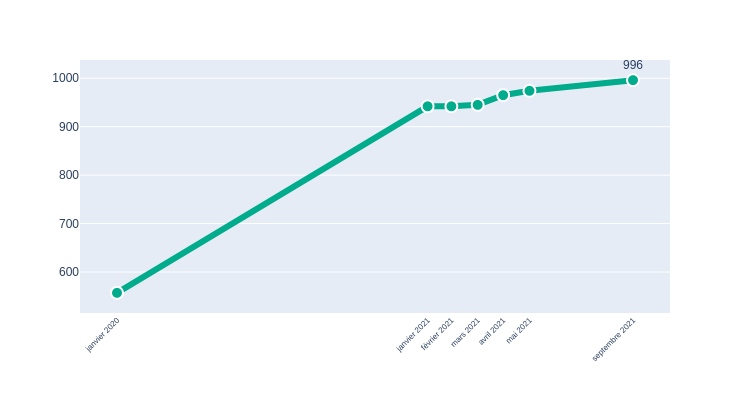 996
1000
900
800
700
600
janvier 2020
janvier 2021
février 2021
mars 2021
avril 2021
mai 2021
septembre 2021